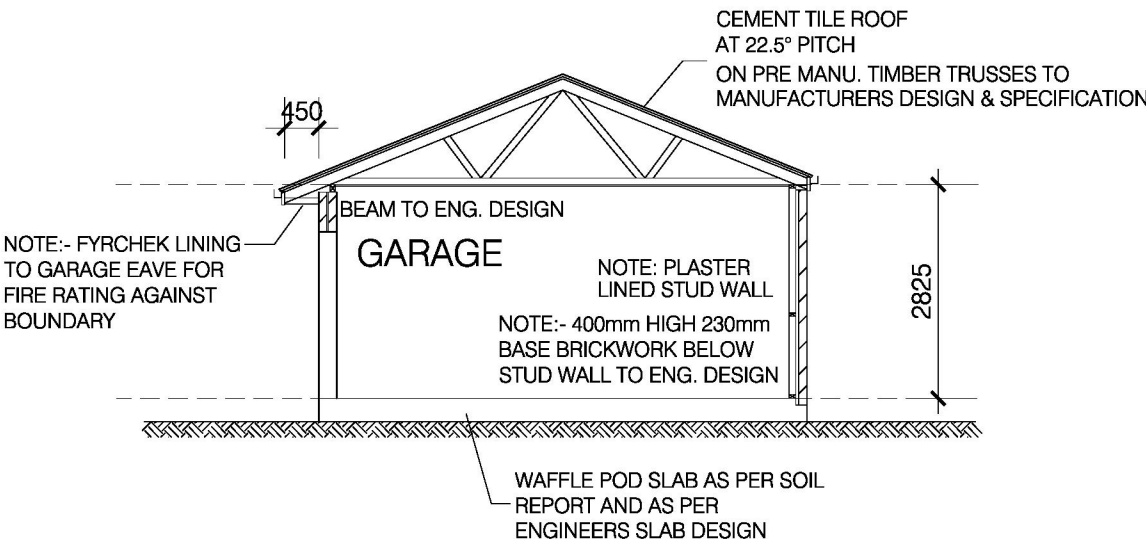 CEMENT TILE ROOF
AT 22.5° PITCH
ON PRE MANU. TIMBER TRUSSES TO
MANUFACTURERS DESIGN & SPECIFICATION
450
BEAM TO ENG. DESIGN
GARAGE
NOTE:- FYRCHEK LINING
TO GARAGE EAVE FOR
FIRE RATING AGAINST
BOUNDARY
NOTE: PLASTER
LINED STUD WALL
NOTE:- 400mm HIGH 230mm
BASE BRICKWORK BELOW
STUD WALL TO ENG. DESIGN
2825
WAFFLE POD SLAB AS PER SOIL
REPORT AND AS PER
ENGINEERS SLAB DESIGN